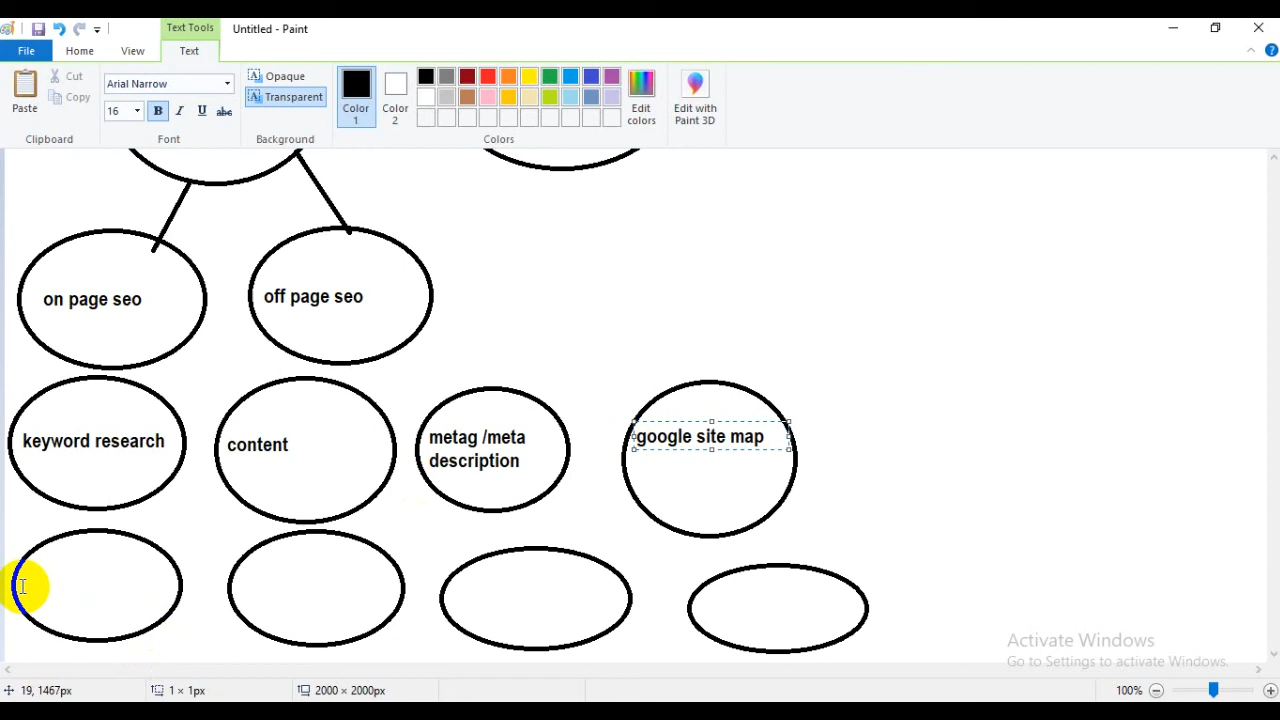 Text Tools
Untitled - Paint
File
Home
View
Text
Paste
Cut
Copy
Clipboard
Arial Narrow
16
B
I
U
abc
Font
Opaque
Transparent
Background
Color 1
Color 2
Edit colors
Colors
Edit with Paint 3D
on page seo
off page seo
keyword research
content
metag /meta
description
google site map
Activate Windows
Go to Settings to activate Windows.
19, 1467px
1 × 1px
2000 × 2000px
100%